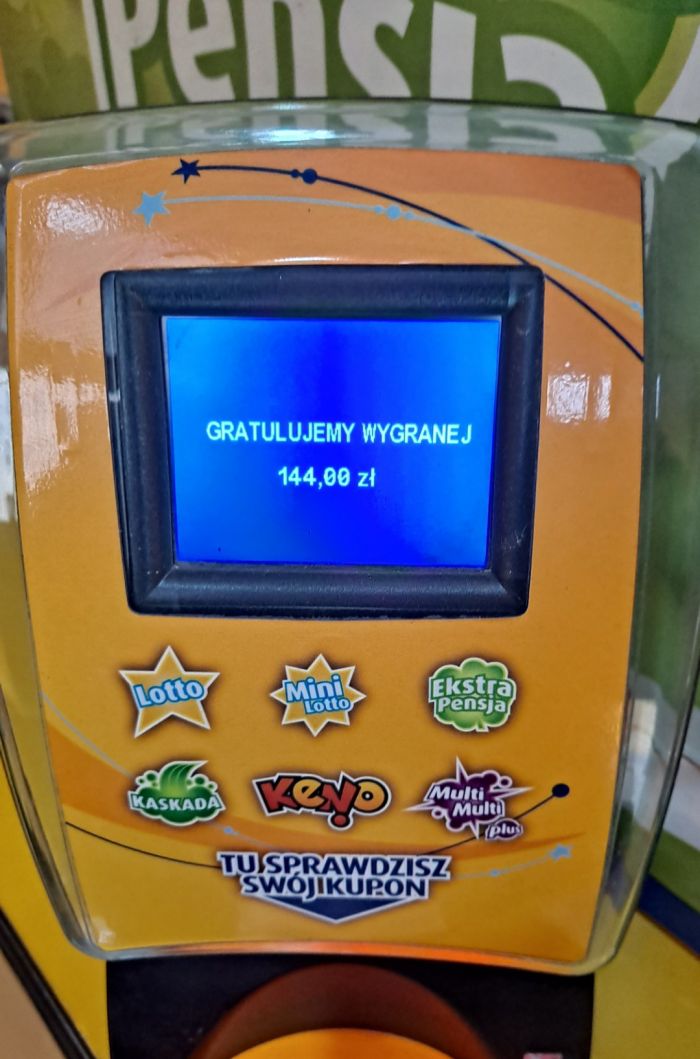 Pensja
GRATULUJEMY WYGRANEJ
144,00 zł
Lotto
Mini
Lotto
Ekstra
Pensja
KASKADA
KENO
Multi
Multi
plus
TU SPRAWDZISZ
SWÓJ KUPON